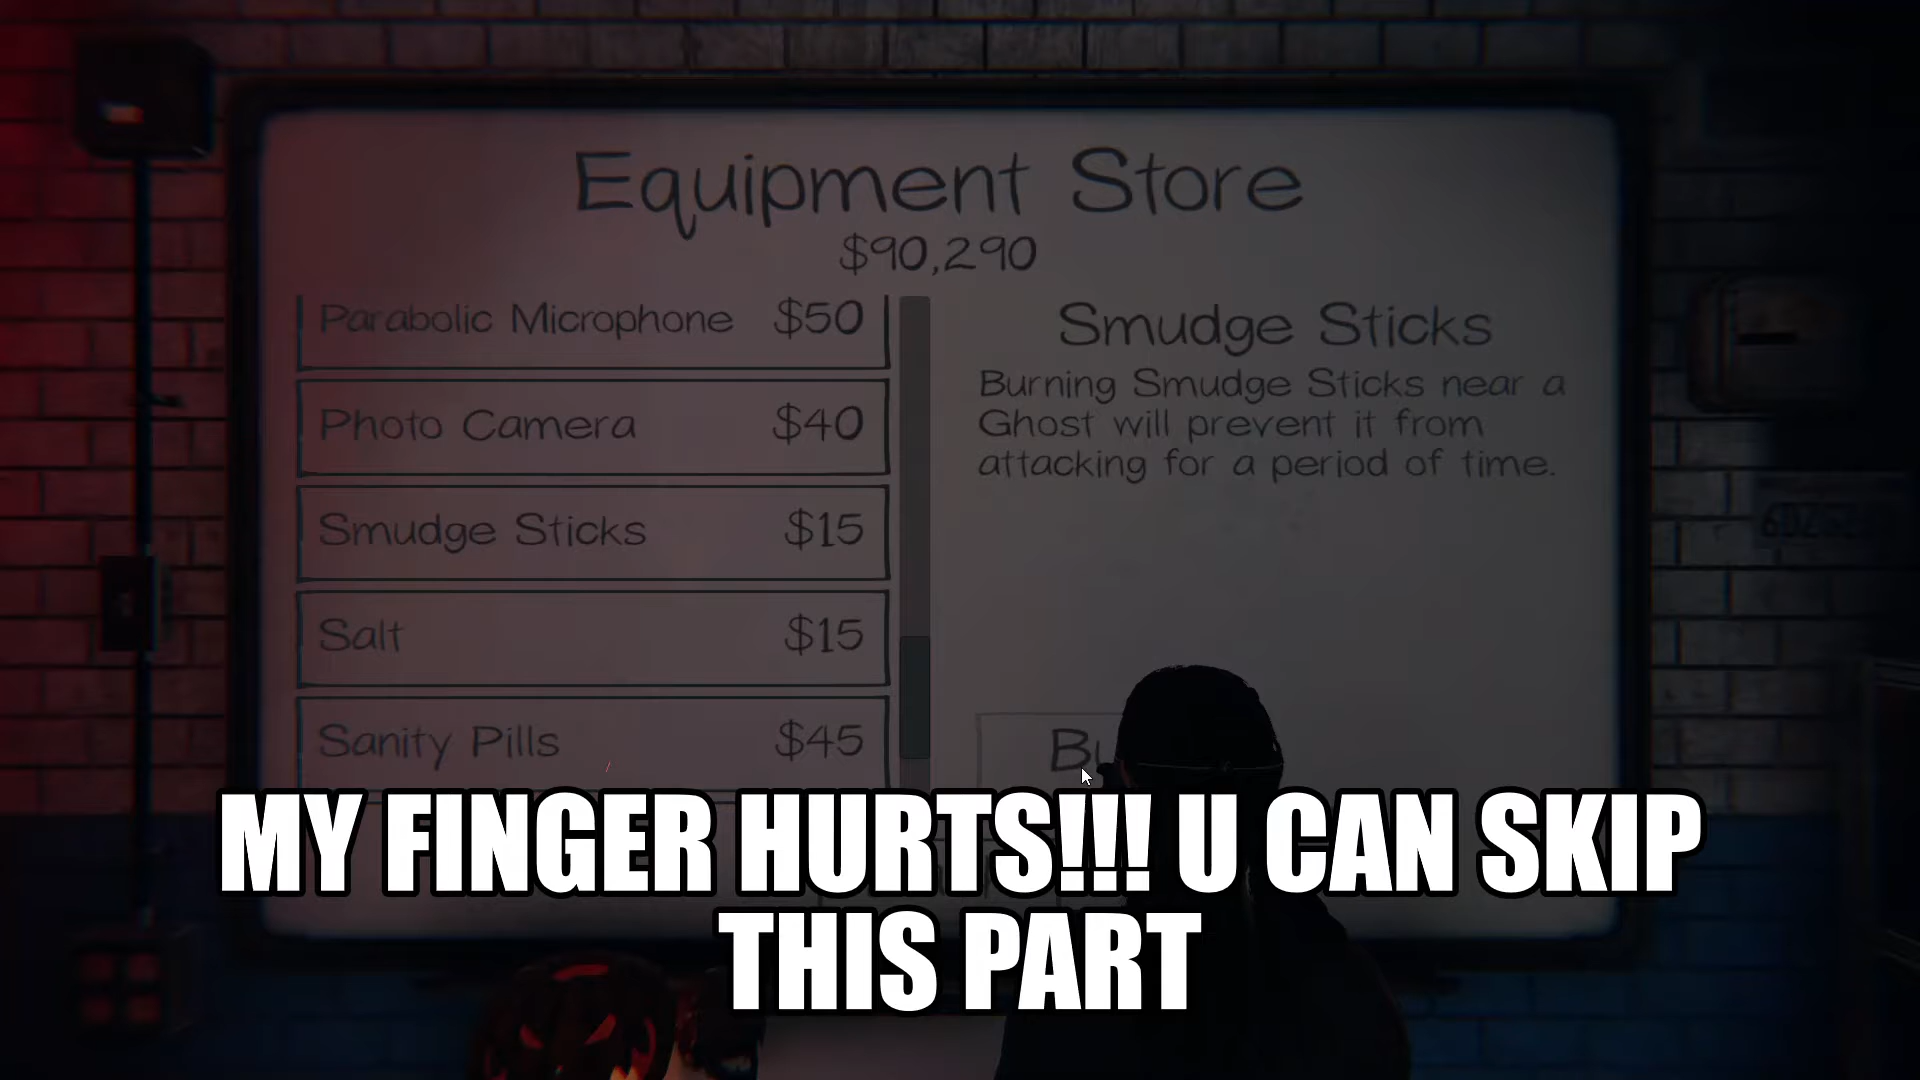 Equipment Store
$90,290
Parabolic Microphone $50
Photo Camera $40
Smudge Sticks $15
Salt $15
Sanity Pills $45
Smudge Sticks
Burning Smudge Sticks near a
Ghost will prevent it from
attacking for a period of time.
MY FINGER HURTS!!! U CAN SKIP
THIS PART